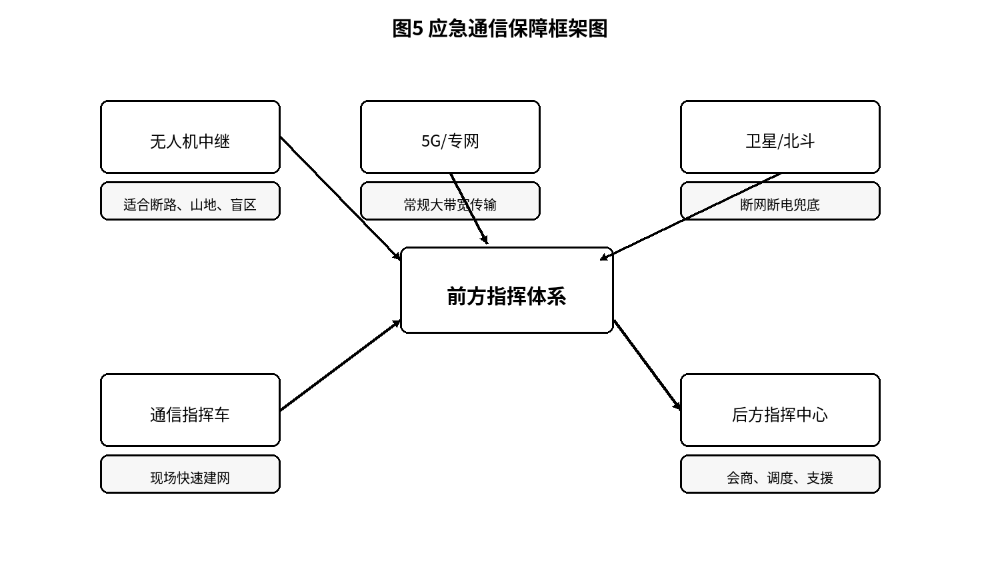 图5 应急通信保障框架图
无人机中继
5G/专网
卫星/北斗
适合断路、山地、盲区
常规大带宽传输
断网断电兜底
前方指挥体系
通信指挥车
后方指挥中心
现场快速建网
会商、调度、支援